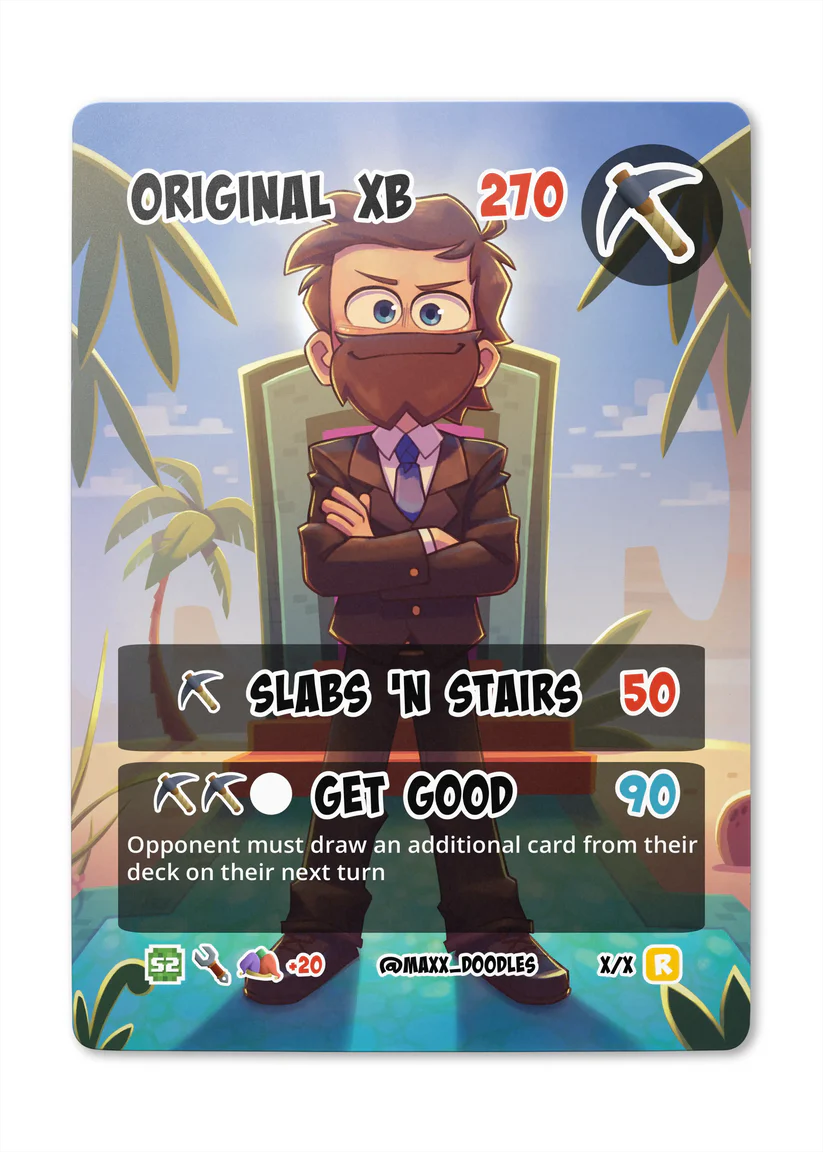 ORIGINAL XB 270
SLABS 'N STAIRS 50
GET GOOD 90
Opponent must draw an additional card from their
deck on their next turn
S2 +20 @MAXX_DOODLES X/X R